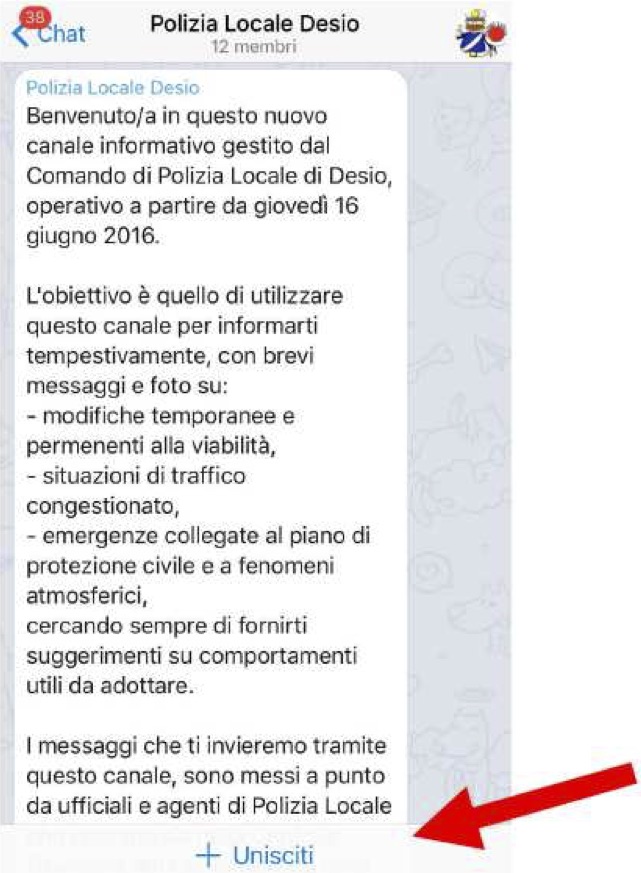 38
Chat
Polizia Locale Desio
12 membri
Polizia Locale Desio
Benvenuto/a in questo nuovo
canale informativo gestito dal
Comando di Polizia Locale di Desio,
operativo a partire da giovedì 16
giugno 2016.
L'obiettivo è quello di utilizzare
questo canale per informarti
tempestivamente, con brevi
messaggi e foto su:
- modifiche temporanee e
permenenti alla viabilità,
- situazioni di traffico
congestionato,
- emergenze collegate al piano di
protezione civile e a fenomeni
atmosferici,
cercando sempre di fornirti
suggerimenti su comportamenti
utili da adottare.
I messaggi che ti invieremo tramite
questo canale, sono messi a punto
da ufficiali e agenti di Polizia Locale
+ Unisciti